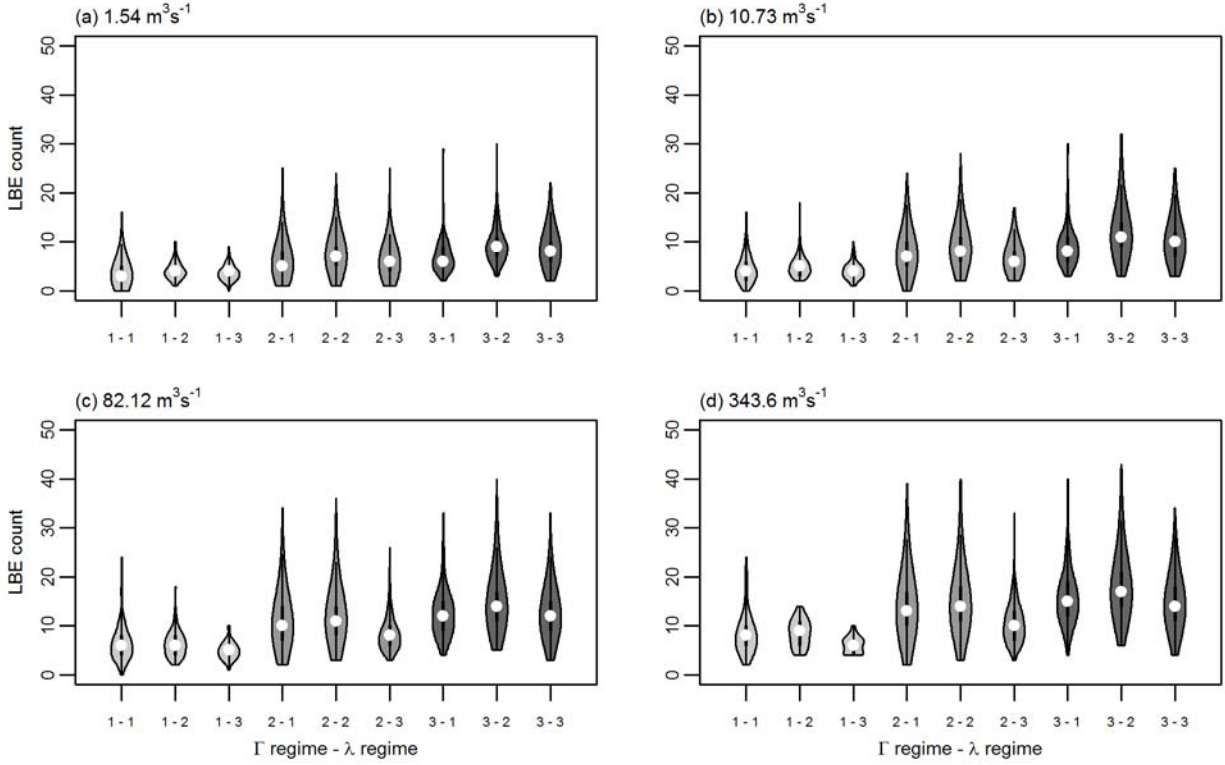 (a) 1.54 m³s⁻¹
LBE count
50
40
30
20
10
0
1 - 1 1 - 2 1 - 3 2 - 1 2 - 2 2 - 3 3 - 1 3 - 2 3 - 3
(b) 10.73 m³s⁻¹
50
40
30
20
10
0
1 - 1 1 - 2 1 - 3 2 - 1 2 - 2 2 - 3 3 - 1 3 - 2 3 - 3
(c) 82.12 m³s⁻¹
LBE count
50
40
30
20
10
0
1 - 1 1 - 2 1 - 3 2 - 1 2 - 2 2 - 3 3 - 1 3 - 2 3 - 3
Γ regime - λ regime
(d) 343.6 m³s⁻¹
50
40
30
20
10
0
1 - 1 1 - 2 1 - 3 2 - 1 2 - 2 2 - 3 3 - 1 3 - 2 3 - 3
Γ regime - λ regime